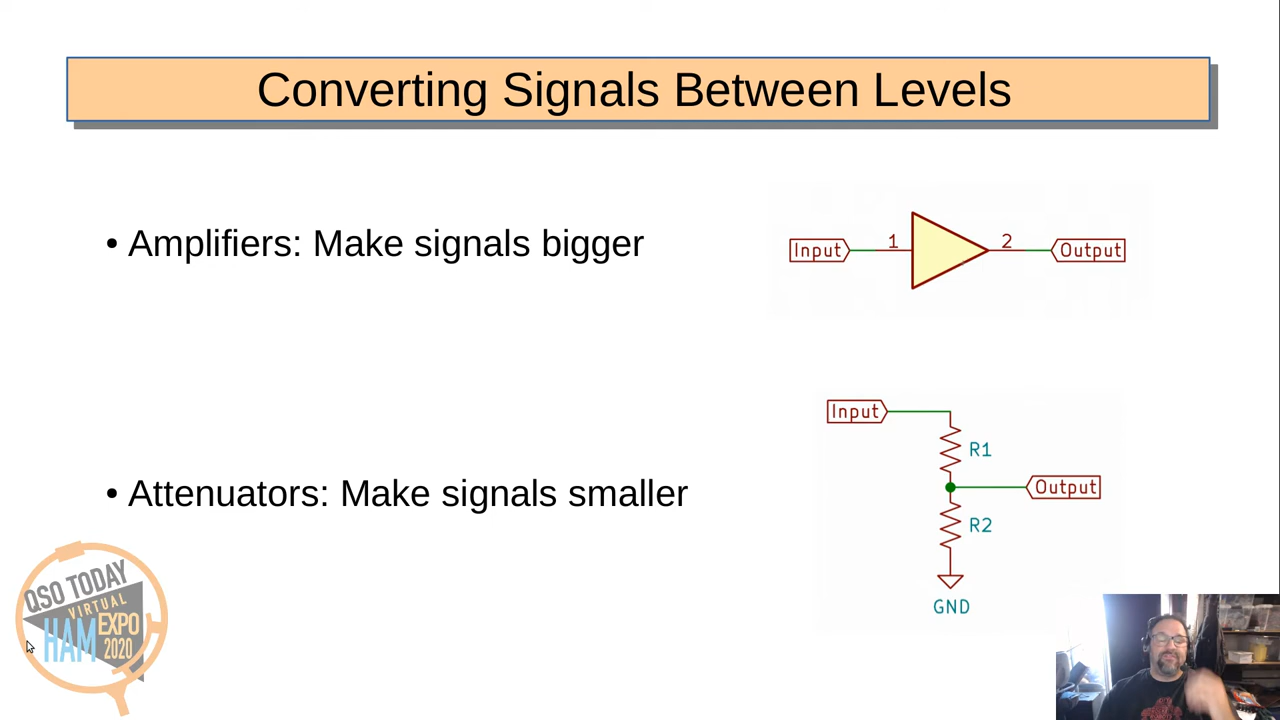 Converting Signals Between Levels
• Amplifiers: Make signals bigger
Input
1
2
Output
Input
R1
Output
• Attenuators: Make signals smaller
R2
GND
QSO TODAY
VIRTUAL
HAM EXPO
2020